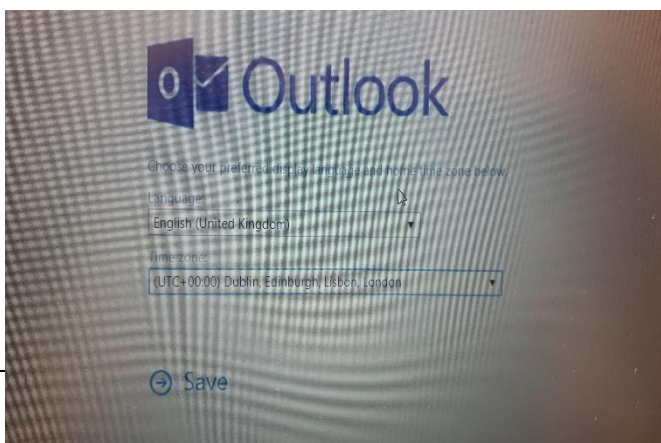 Outlook
Choose your preferred display language and home time zone below.
Language:
English (United Kingdom)
Time zone:
(UTC+00:00) Dublin, Edinburgh, Lisbon, London
Save